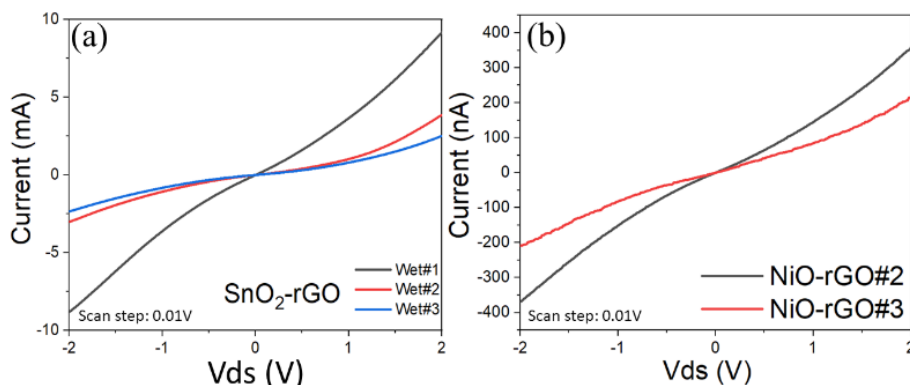 (a)
10
5
0
-5
-10
Current (mA)
Wet#1
Wet#2
Wet#3
SnO2-rGO
Scan step: 0.01V
-2 -1 0 1 2
Vds (V)
(b)
400
300
200
100
0
-100
-200
-300
-400
Current (nA)
NiO-rGO#2
NiO-rGO#3
Scan step: 0.01V
-2 -1 0 1 2
Vds (V)